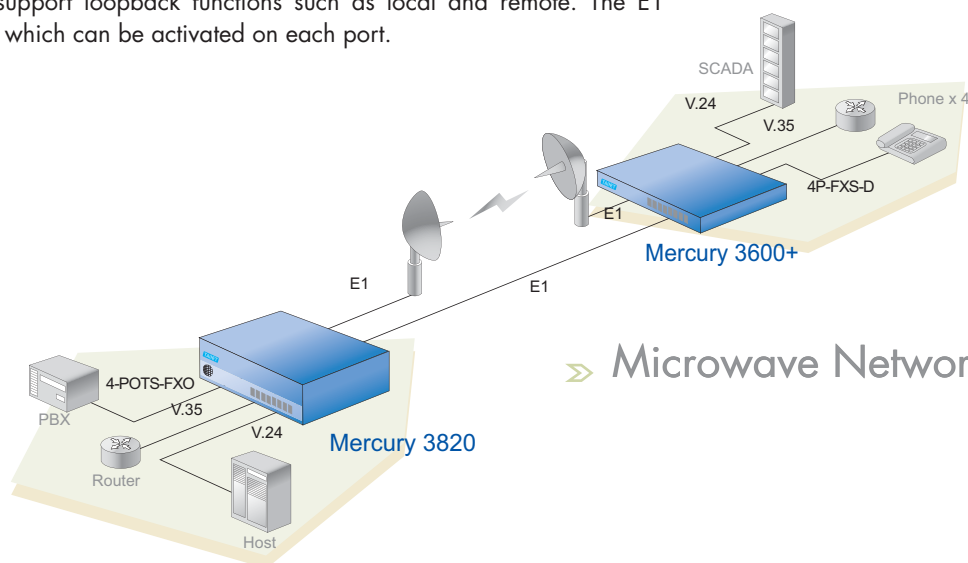 support loopback functions such as local and remote. The E1
which can be activated on each port.
SCADA
V.24
V.35
Phone x 4
4P-FXS-D
E1
Mercury 3600+
E1
E1
Microwave Networ
4-POTS-FXO
V.35
V.24
PBX
Router
Host
Mercury 3820